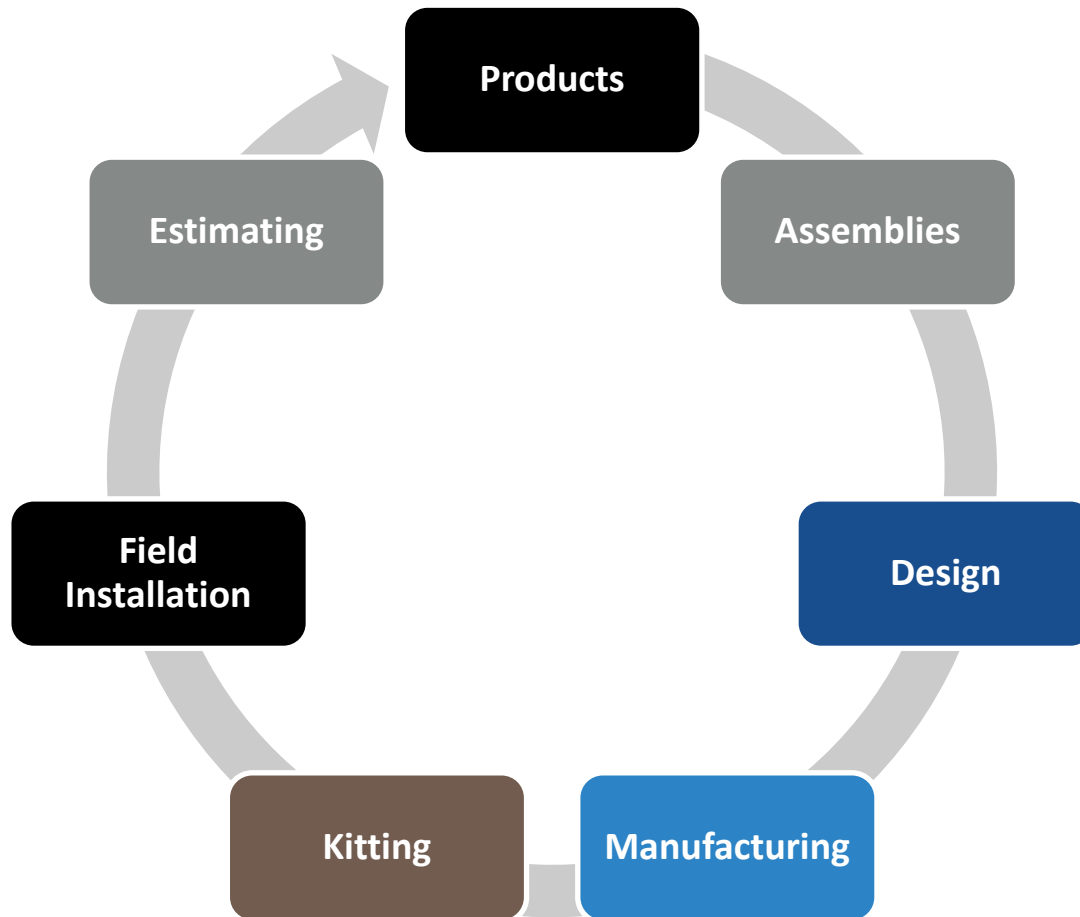 Products
Assemblies
Design
Manufacturing
Kitting
Field
Installation
Estimating